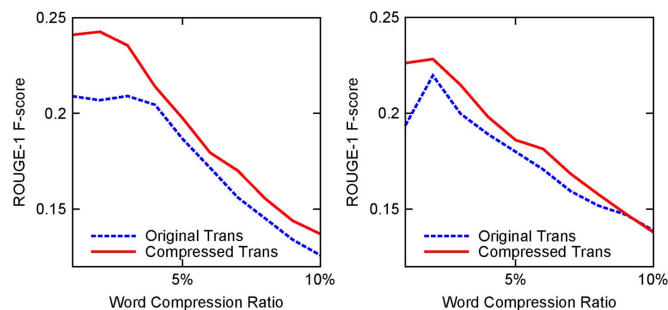 0.25
0.2
0.15
ROUGE-1 F-score
Original Trans
Compressed Trans
5%
10%
Word Compression Ratio
0.25
0.2
0.15
ROUGE-1 F-score
Original Trans
Compressed Trans
5%
10%
Word Compression Ratio